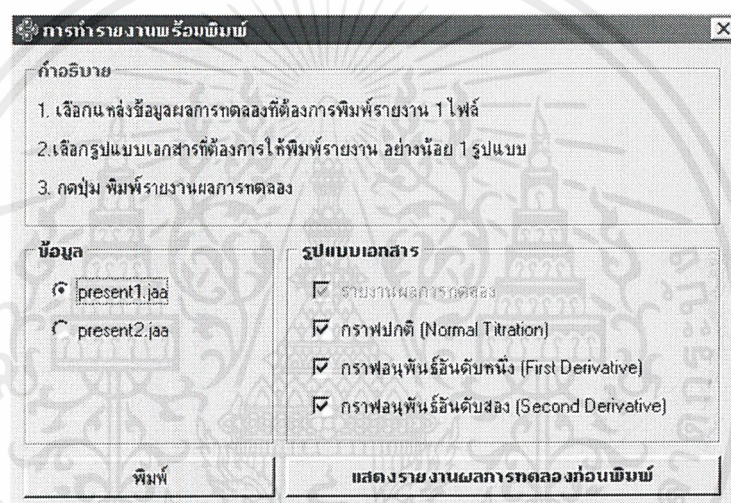 การทำรายงานพร้อมพิมพ์
คำอธิบาย
1. เลือกแหล่งข้อมูลผลการทดลองที่ต้องการพิมพ์รายงาน 1 ไฟล์
2.เลือกรูปแบบเอกสารที่ต้องการให้พิมพ์รายงาน อย่างน้อย 1 รูปแบบ
3. กดปุ่ม พิมพ์รายงานผลการทดลอง
ข้อมูล
present1.jaa
present2.jaa
รูปแบบเอกสาร
รายงานผลการทดลอง
กราฟปกติ (Normal Titration)
กราฟอนุพันธ์อันดับหนึ่ง (First Derivative)
กราฟอนุพันธ์อันดับสอง (Second Derivative)
พิมพ์
แสดงรายงานผลการทดลองก่อนพิมพ์